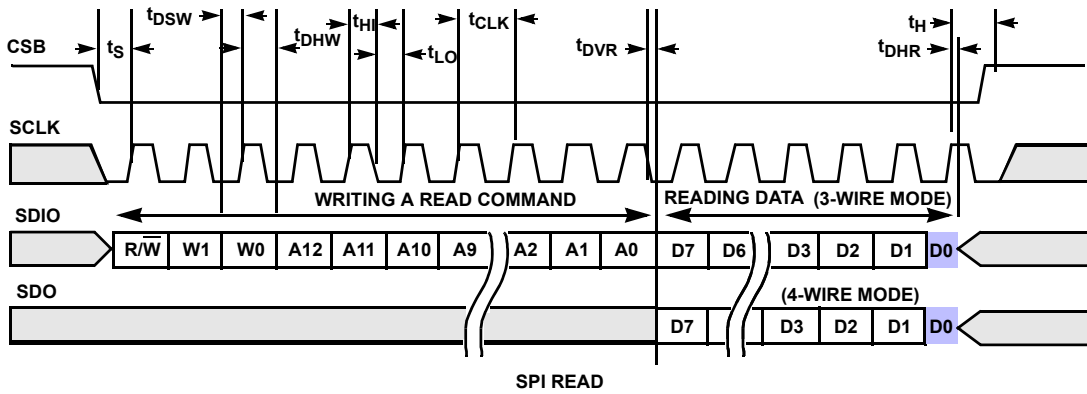 tDSW tHI tCLK tH
CSB tS tDHW tLO tDVR tDHR
SCLK
WRITING A READ COMMAND READING DATA (3-WIRE MODE)
SDIO
R/W̅ W1 W0 A12 A11 A10 A9 A2 A1 A0 D7 D6 D3 D2 D1 D0
SDO (4-WIRE MODE)
D7 D3 D2 D1 D0
SPI READ